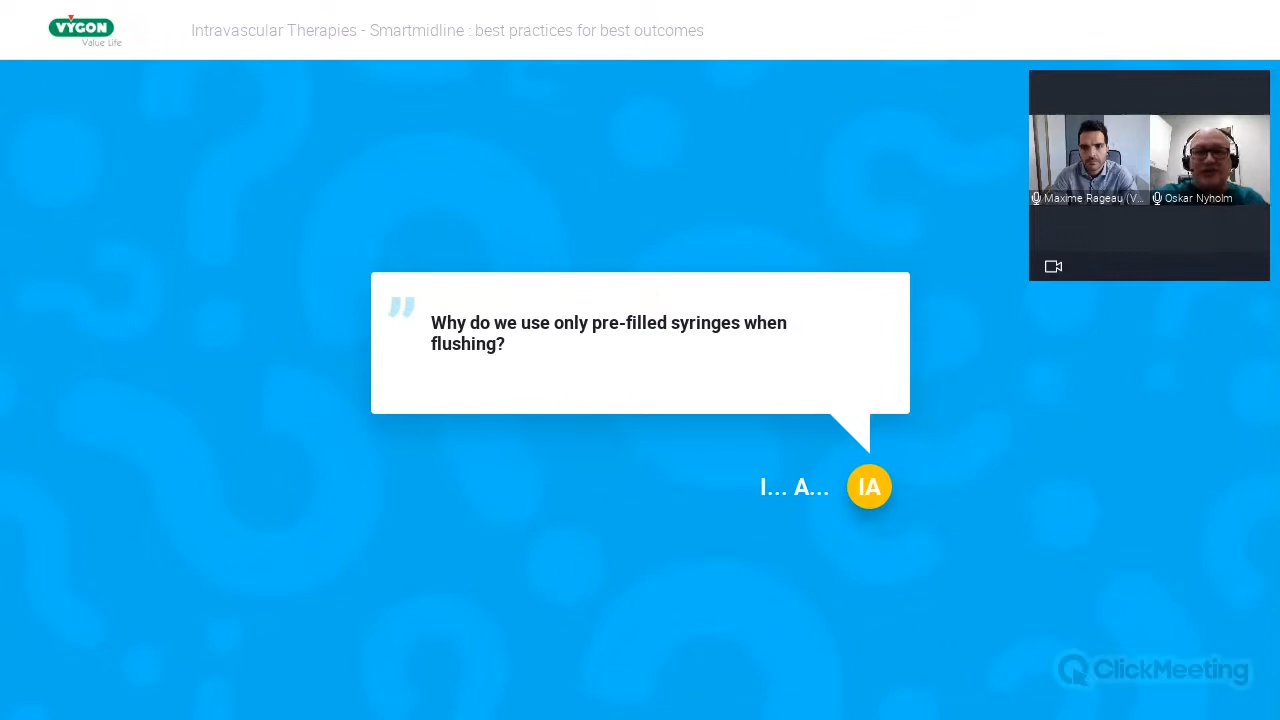 VYGON
Value Life
Intravascular Therapies - Smartmidline : best practices for best outcomes
Maxime Rageau (V...
Oskar Nyholm
”
Why do we use only pre-filled syringes when
flushing?
I... A...
IA
ClickMeeting